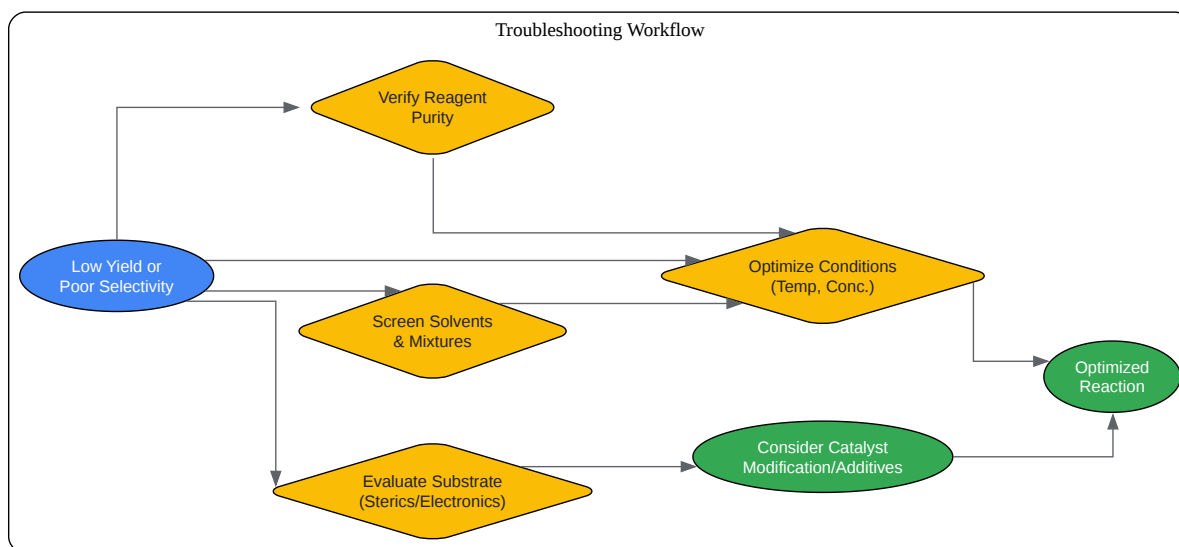 Troubleshooting Workflow
Verify Reagent
Purity
Low Yield or
Poor Selectivity
Optimize Conditions
(Temp, Conc.)
Screen Solvents
& Mixtures
Optimized
Reaction
Consider Catalyst
Modification/Additives
Evaluate Substrate
(Sterics/Electronics)